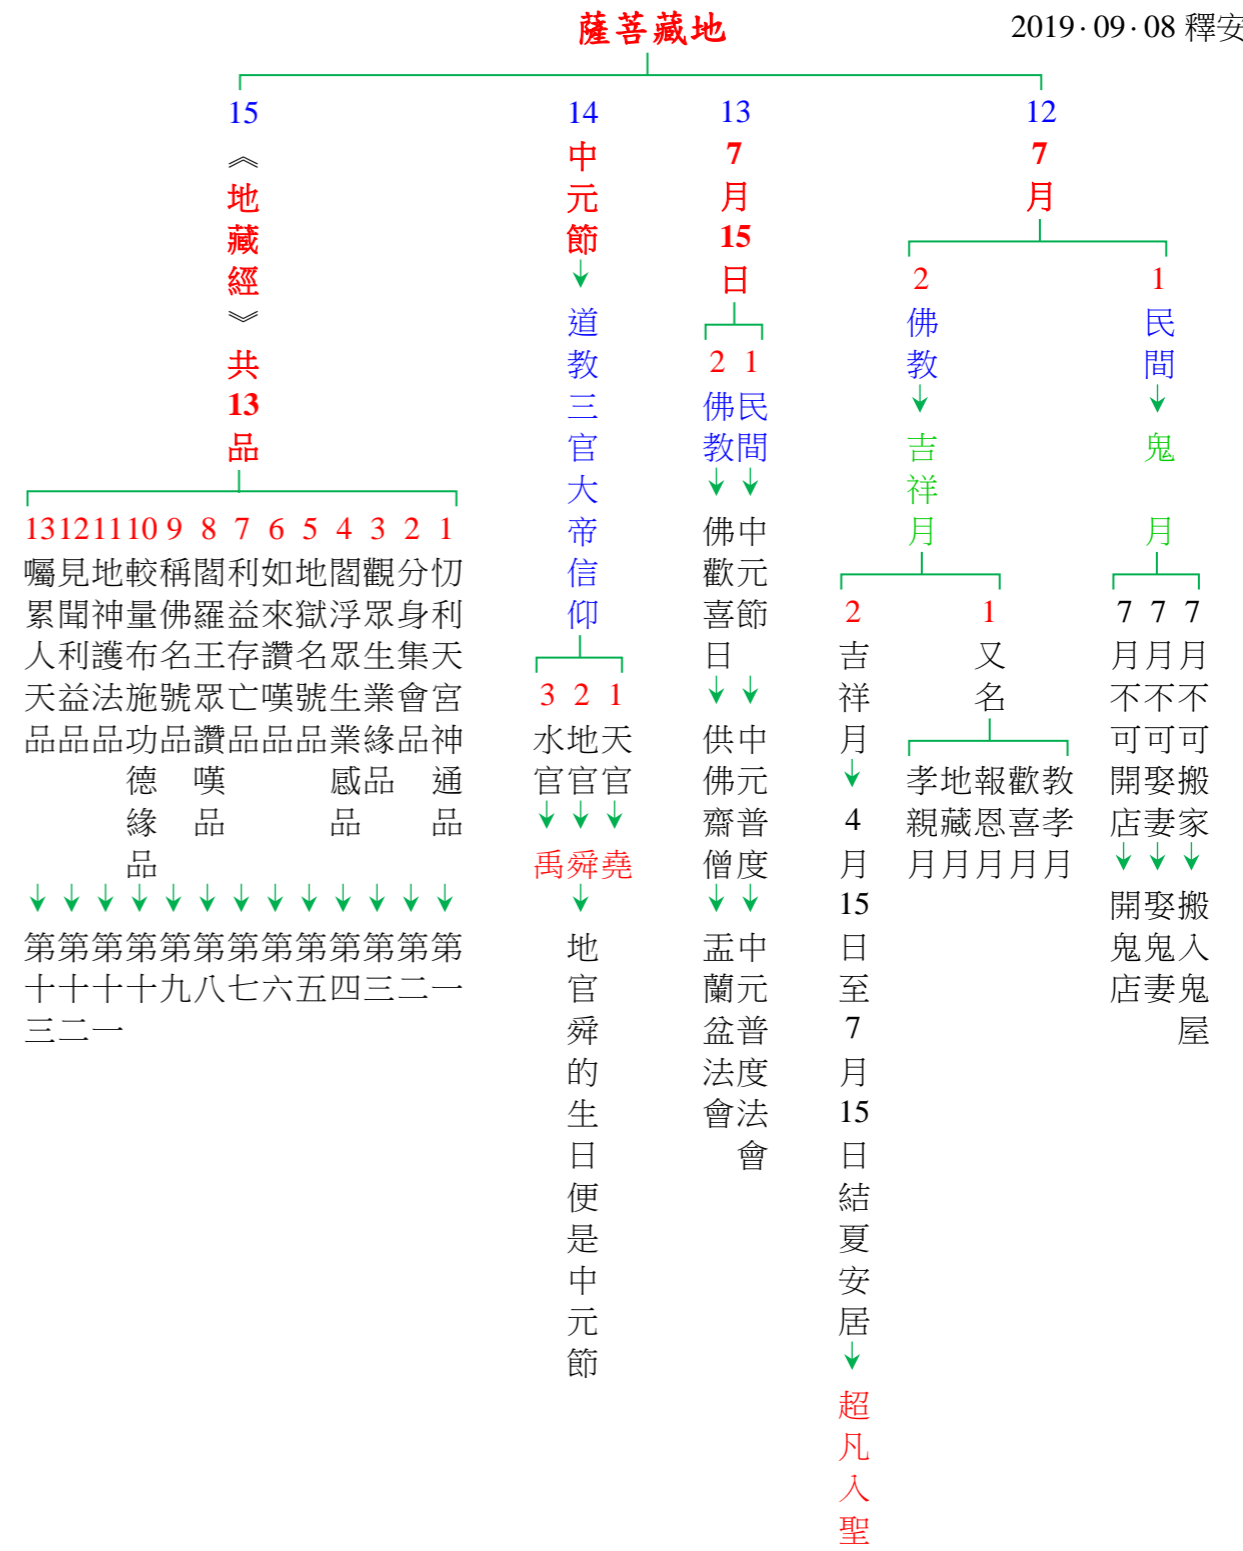 地藏菩薩
2019·09·08 釋安
12
7月
1
民間↓鬼月
7月不可搬家↓搬入鬼屋
7月不可娶妻↓娶鬼妻
7月不可開店↓開鬼店
2
佛教↓吉祥月
1
又名
教孝月
歡喜月
報恩月
地藏月
孝親月
2
吉祥月↓4月15日至7月15日結夏安居↓超凡入聖
13
7月15日
1
民間↓中元節↓中元普度↓中元普度法會
2
佛教↓佛歡喜日↓供佛齋僧↓盂蘭盆法會
14
中元節↓道教三官大帝信仰
1
天官↓堯
2
地官↓舜↓地官舜的生日便是中元節
3
水官↓禹
15
《地藏經》共13品
1
忉利天宮神通品↓第一
2
分身集會品↓第二
3
觀眾生業緣品↓第三
4
閻浮眾生業感品↓第四
5
地獄名號品↓第五
6
如來讚嘆品↓第六
7
利益存亡品↓第七
8
閻羅王眾讚嘆品↓第八
9
稱佛名號品↓第九
10
較量布施功德緣品↓第十
11
地神護法品↓第十一
12
見聞利益品↓第十二
13
囑累人天品↓第十三